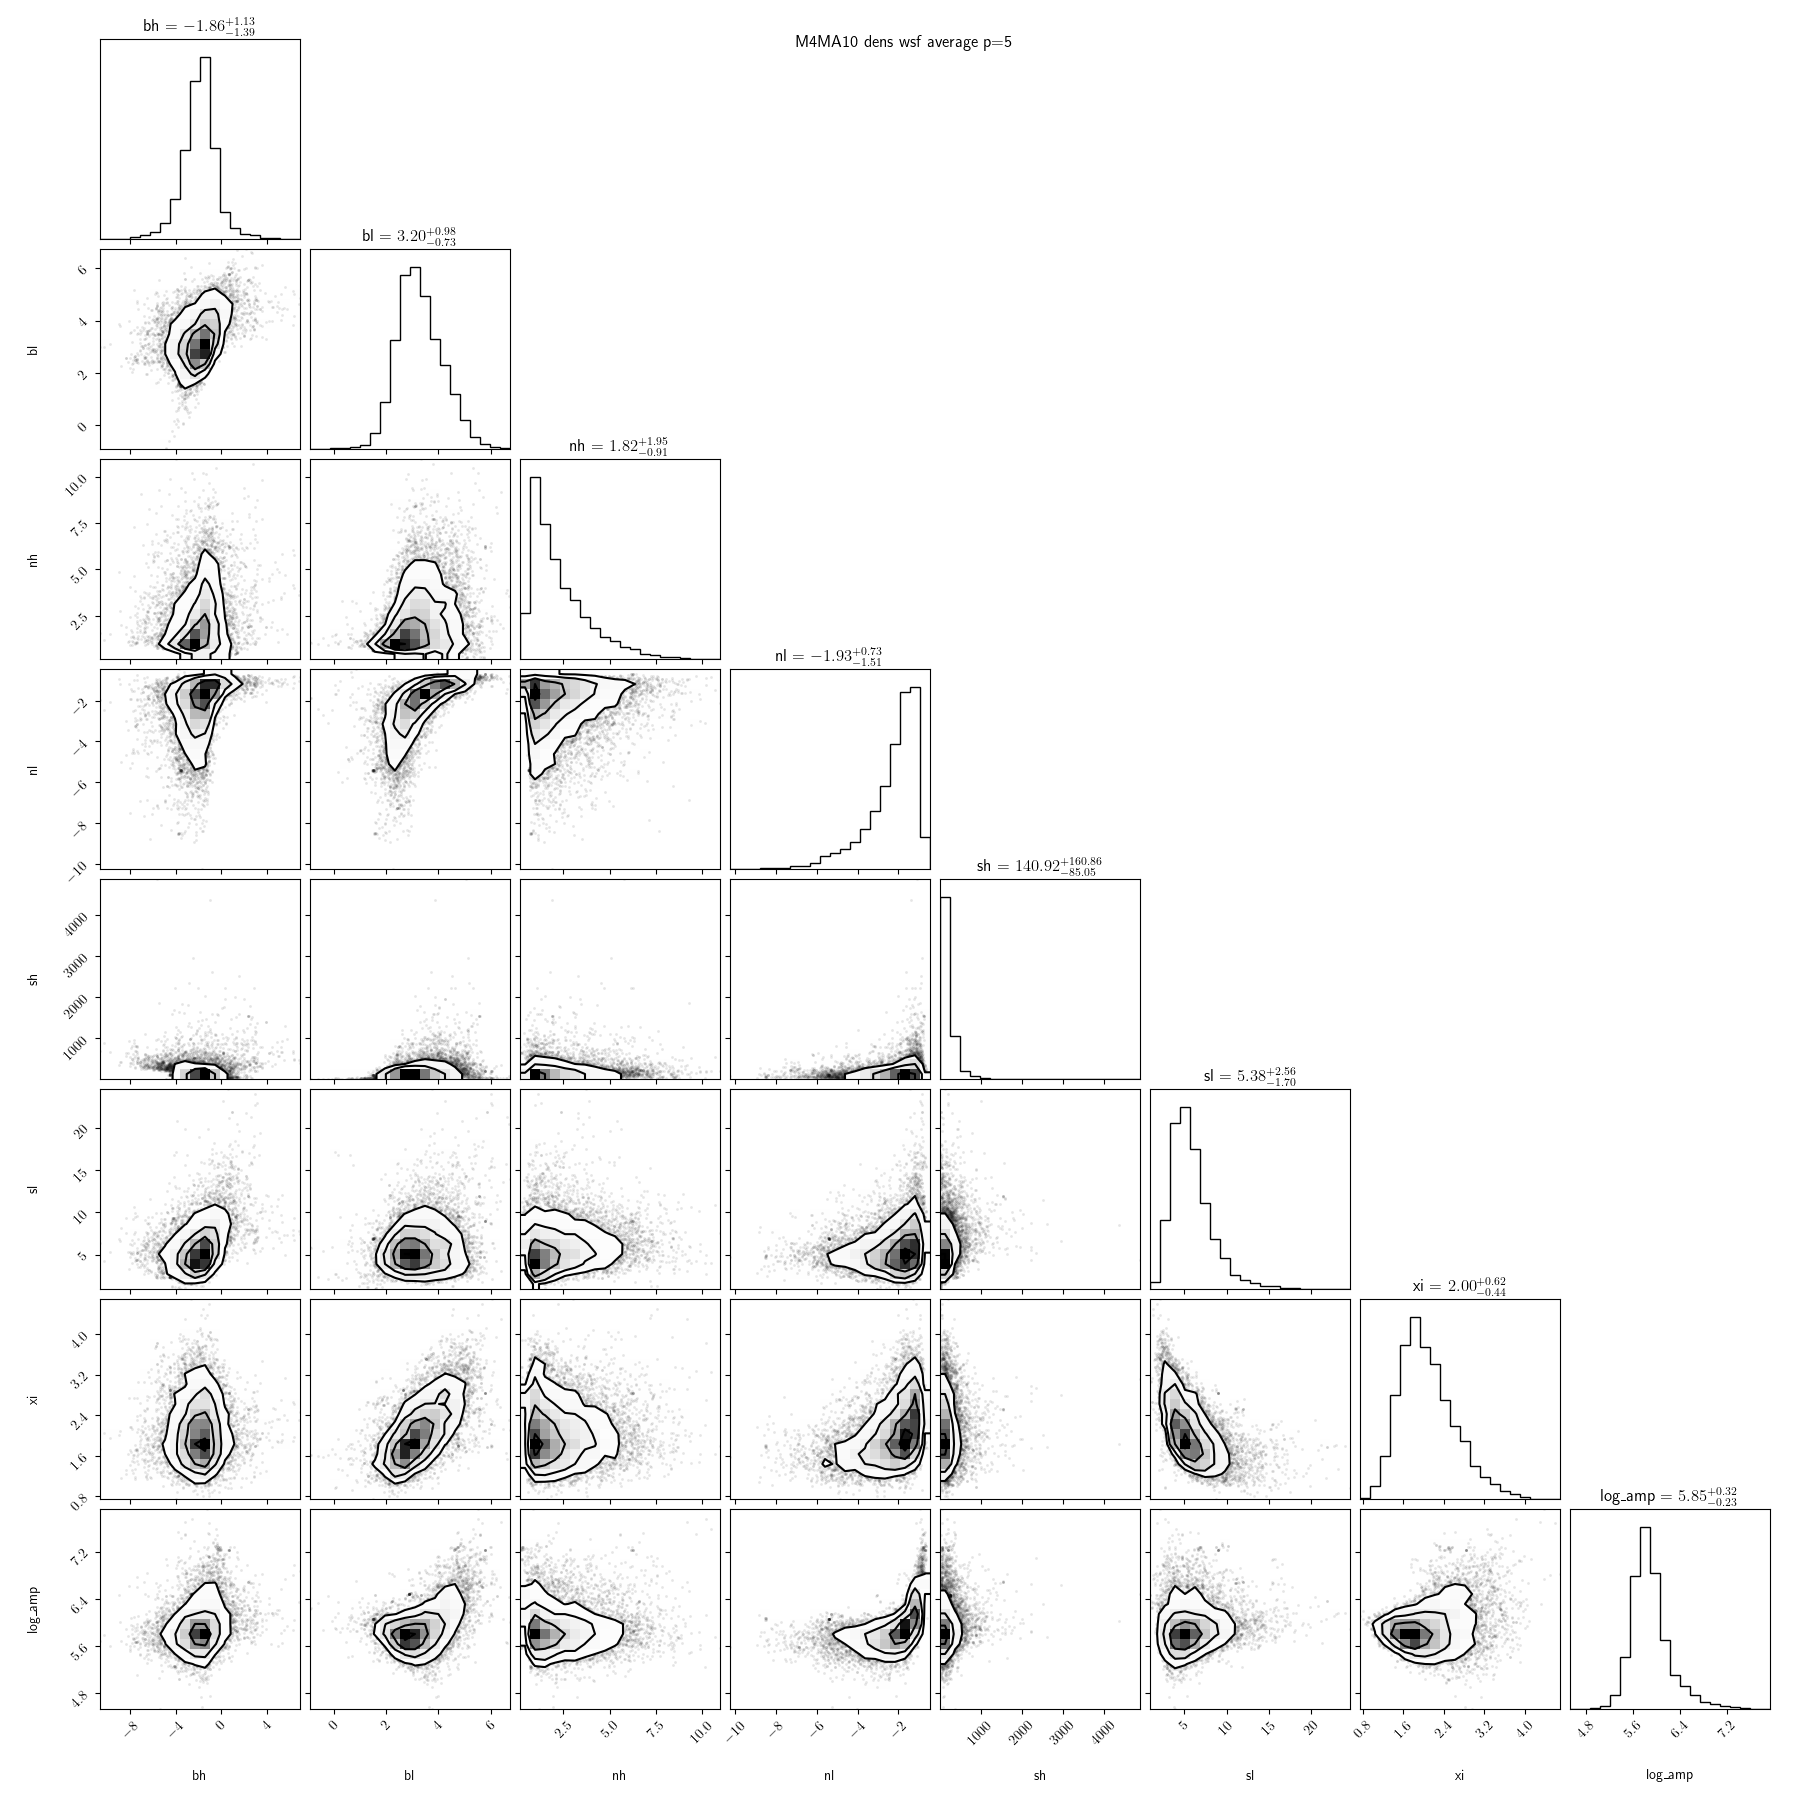 M4MA10 dens wsf average p=5
bh = −1.86 +1.13 −1.39
bl = 3.20 +0.98 −0.73
nh = 1.82 +1.95 −0.91
nl = −1.93 +0.73 −1.51
sh = 140.92 +160.86 −85.05
sl = 5.38 +2.56 −1.70
xi = 2.00 +0.62 −0.44
log_amp = 5.85 +0.32 −0.23
bl
6
4
2
0
nh
10.0
7.5
5.0
2.5
nl
−2
−4
−6
−8
−10
sh
4000
3000
2000
1000
sl
20
15
10
5
xi
4.0
3.2
2.4
1.6
0.8
log_amp
7.2
6.4
5.6
4.8
−8 −4 0 4 0 2 4 6 2.5 5.0 7.5 10.0 −10 −8 −6 −4 −2 1000 2000 3000 4000 5 10 15 20 0.8 1.6 2.4 3.2 4.0 4.8 5.6 6.4 7.2
bh bl nh nl sh sl xi log_amp